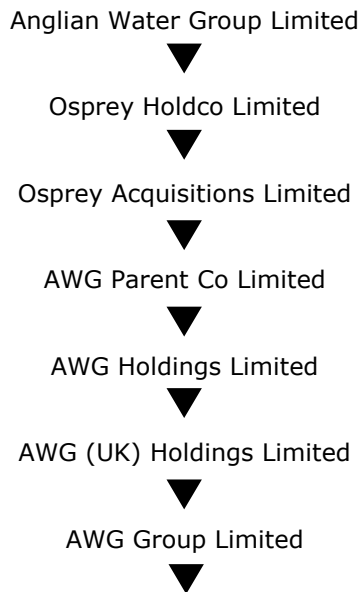 Anglian Water Group Limited
Osprey Holdco Limited
Osprey Acquisitions Limited
AWG Parent Co Limited
AWG Holdings Limited
AWG (UK) Holdings Limited
AWG Group Limited